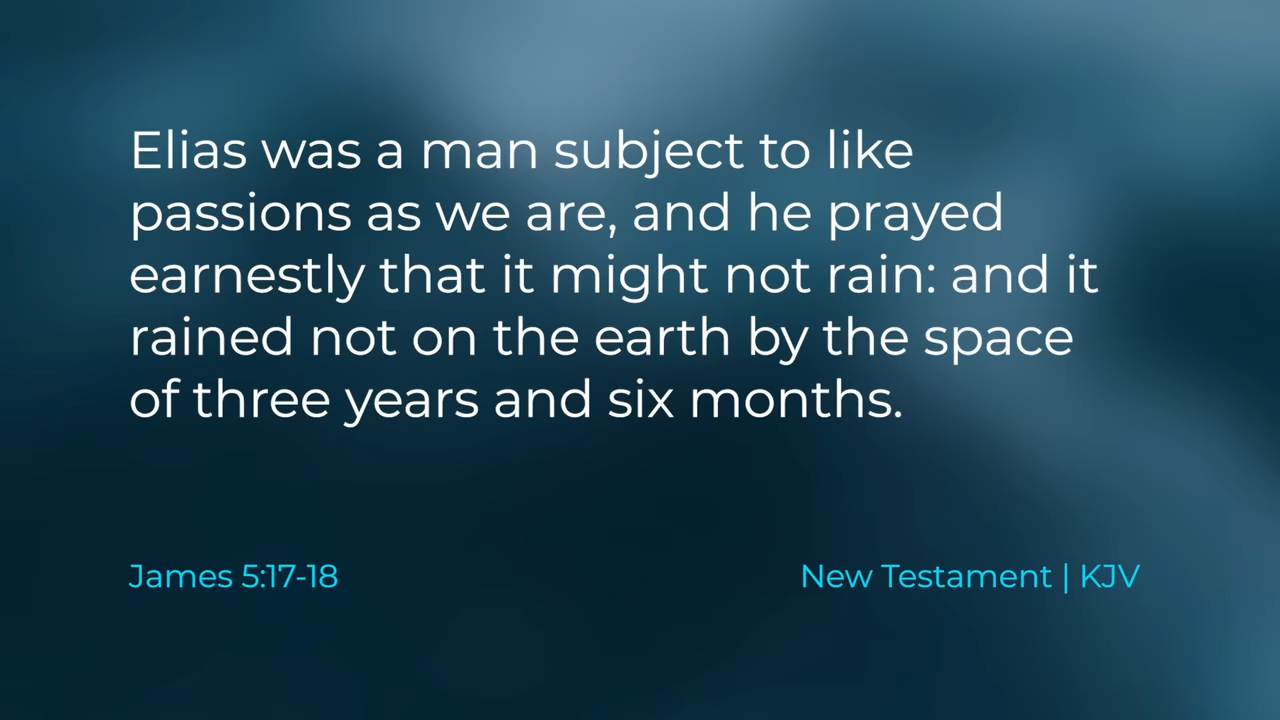 Elias was a man subject to like
passions as we are, and he prayed
earnestly that it might not rain: and it
rained not on the earth by the space
of three years and six months.
James 5:17-18
New Testament | KJV